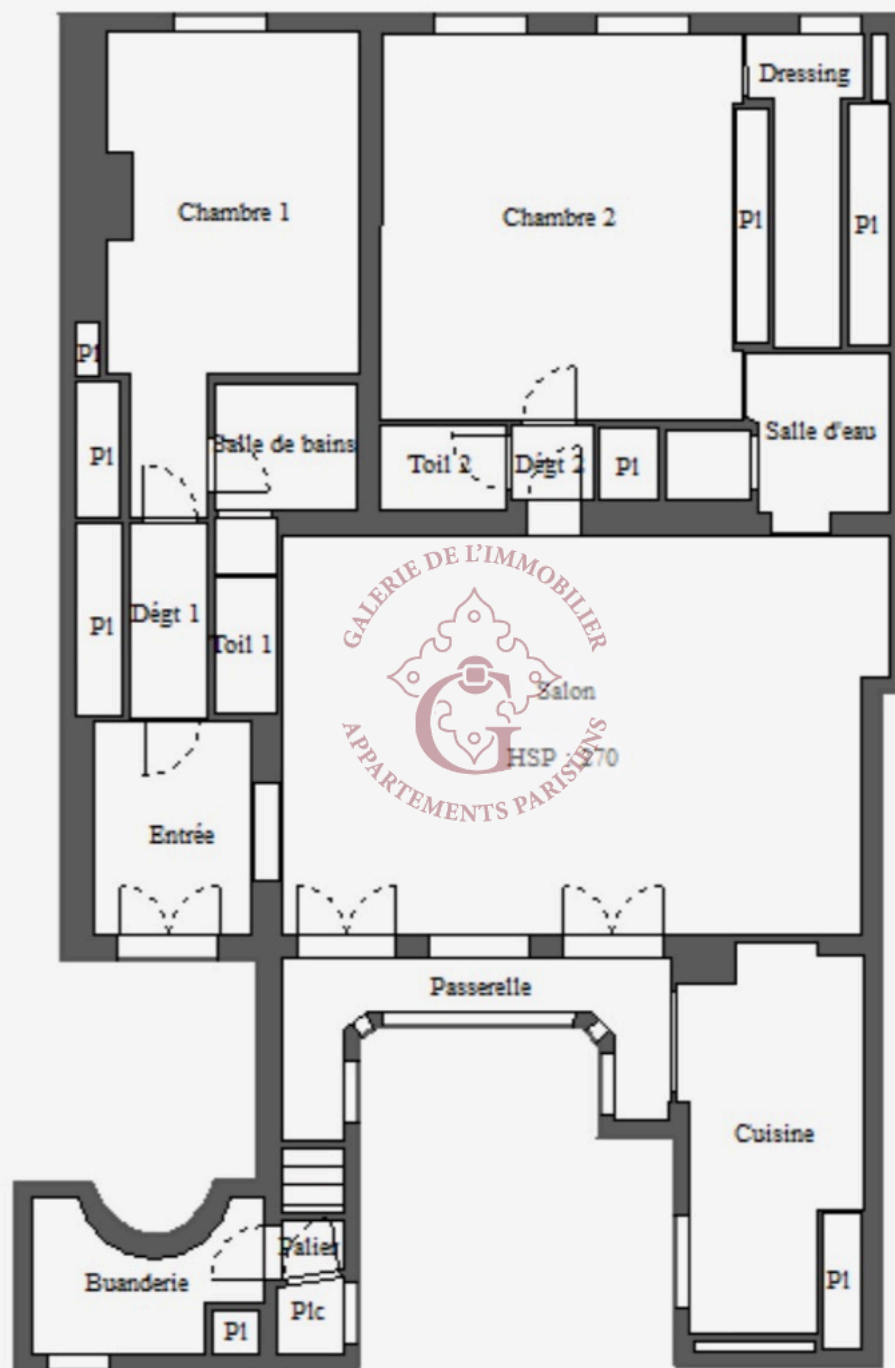 Dressing
Chambre 1
Chambre 2
Pl
Pl
Pl
Pl
Salle de bains
Toil 2
Dégt 2
Pl
Salle d'eau
Pl
Dégt 1
Toil 1
GALERIE DE L'IMMOBILIER
G
APPARTEMENTS PARISIENS
Salon
HSP : 270
Entrée
Passerelle
Cuisine
Palier
Buanderie
Plc
Pl
Pl